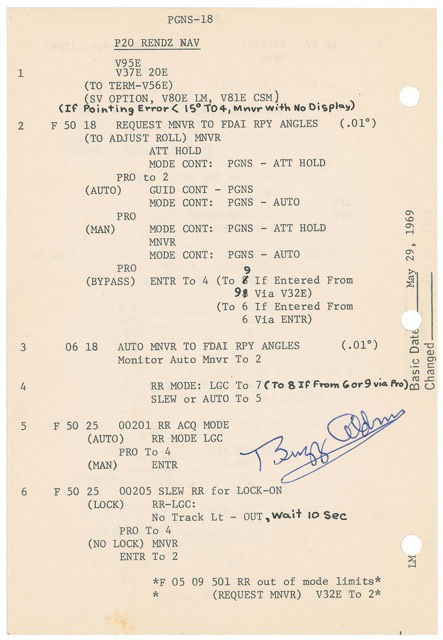 PGNS-18
P20 RENDZ NAV
V95E
1 V37E 20E
(TO TERM-V56E)
(SV OPTION, V80E LM, V81E CSM)
(If Pointing Error < 15° TO4, Mnvr With No Display)
2 F 50 18 REQUEST MNVR TO FDAI RPY ANGLES (.01°)
(TO ADJUST ROLL) MNVR
ATT HOLD
MODE CONT: PGNS - ATT HOLD
PRO to 2
(AUTO) GUID CONT - PGNS
MODE CONT: PGNS - AUTO
PRO
(MAN) MODE CONT: PGNS - ATT HOLD
MNVR
MODE CONT: PGNS - AUTO
PRO 9
(BYPASS) ENTR To 4 (To 8 If Entered From
98 Via V32E)
(To 6 If Entered From
6 Via ENTR)
3 06 18 AUTO MNVR TO FDAI RPY ANGLES (.01°)
Monitor Auto Mnvr To 2
4 RR MODE: LGC To 7 (To 8 If From 6 or 9 via Pro)
SLEW or AUTO To 5
5 F 50 25 00201 RR ACQ MODE
(AUTO) RR MODE LGC
PRO To 4
(MAN) ENTR
Buzz Aldrin
6 F 50 25 00205 SLEW RR for LOCK-ON
(LOCK) RR-LGC:
No Track Lt - OUT, Wait 10 Sec
PRO To 4
(NO LOCK) MNVR
ENTR To 2
*F 05 09 501 RR out of mode limits*
* (REQUEST MNVR) V32E To 2*
LM Basic Date May 29, 1969
Changed